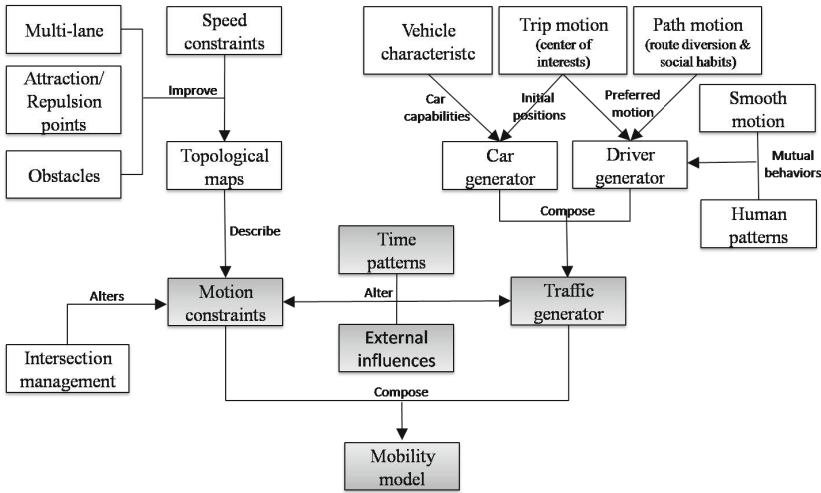 Multi-lane
Speed
constraints
Vehicle
characteristc
Trip motion
(center of
interests)
Path motion
(route diversion &
social habits)
Attraction/
Repulsion
points
Improve
Car
capabilities
Initial
positions
Preferred
motion
Smooth
motion
Obstacles
Topological
maps
Car
generator
Driver
generator
Mutual
behaviors
Compose
Human
patterns
Describe
Time
patterns
Alters
Motion
constraints
Alter
Traffic
generator
Intersection
management
External
influences
Compose
Mobility
model